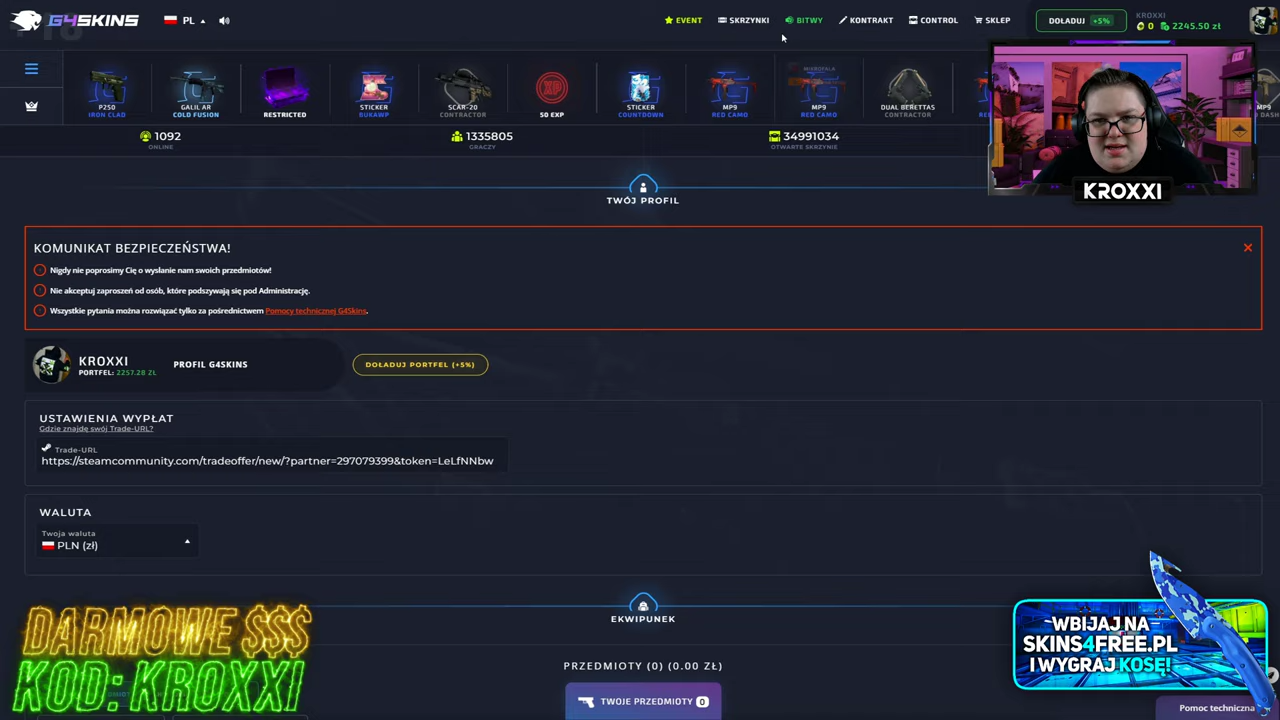 G4SKINS
PL
EVENT
SKRZYNKI
BITWY
KONTRAKT
CONTROL
SKLEP
DOŁADUJ +5%
KROXXI
0 2245.50 zł
P250
IRON CLAD
GALIL AR
COLD FUSION
RESTRICTED
STICKER
BUKAWP
SCAR-20
CONTRACTOR
XP
50 EXP
STICKER
COUNTDOWN
MP9
RED CAMO
MIKROFALA
MP9
RED CAMO
DUAL BERETTAS
CONTRACTOR
1092
ONLINE
1335805
GRACZY
34991034
OTWARTE SKRZYNIE
KROXXI
TWÓJ PROFIL
KOMUNIKAT BEZPIECZEŃSTWA!
Nigdy nie poprosimy Cię o wysłanie nam swoich przedmiotów!
Nie akceptuj zaproszeń od osób, które podszywają się pod Administrację.
Wszystkie pytania można rozwiązać tylko za pośrednictwem Pomocy technicznej G4Skins.
KROXXI
PORTFEL: 2257.28 ZŁ
PROFIL G4SKINS
DOŁADUJ PORTFEL (+5%)
USTAWIENIA WYPŁAT
Gdzie znajdę swój Trade-URL?
Trade-URL
https://steamcommunity.com/tradeoffer/new/?partner=297079399&token=LeLfNNbw
WALUTA
Twoja waluta
PLN (zł)
EKWIPUNEK
PRZEDMIOTY (0) (0.00 ZŁ)
TWOJE PRZEDMIOTY 0
DARMOWE $$$
KOD: KROXXI
WBIJAJ NA
SKINS4FREE.PL
I WYGRAJ KOSĘ!
Pomoc techniczna